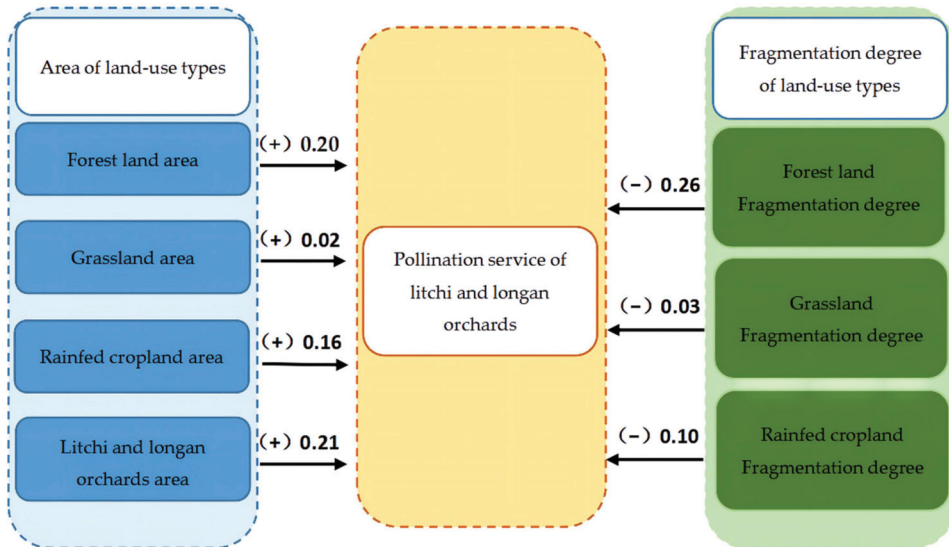 Area of land-use types
Forest land area
Grassland area
Rainfed cropland area
Litchi and longan
orchards area
(+) 0.20
(+) 0.02
(+) 0.16
(+) 0.21
Pollination service of
litchi and longan
orchards
(−) 0.26
(−) 0.03
(−) 0.10
Fragmentation degree
of land-use types
Forest land
Fragmentation degree
Grassland
Fragmentation degree
Rainfed cropland
Fragmentation degree